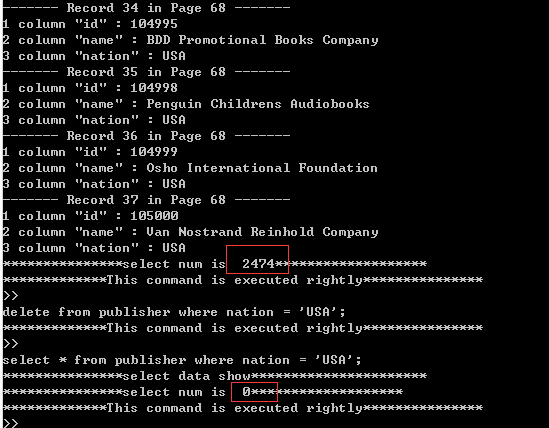 ------- Record 34 in Page 68 -------
1 column "id" : 104995
2 column "name" : BDD Promotional Books Company
3 column "nation" : USA
------- Record 35 in Page 68 -------
1 column "id" : 104998
2 column "name" : Penguin Childrens Audiobooks
3 column "nation" : USA
------- Record 36 in Page 68 -------
1 column "id" : 104999
2 column "name" : Osho International Foundation
3 column "nation" : USA
------- Record 37 in Page 68 -------
1 column "id" : 105000
2 column "name" : Van Nostrand Reinhold Company
3 column "nation" : USA
***************select num is  2474*******************
*************This command is executed rightly***************
>>
delete from publisher where nation = 'USA';
*************This command is executed rightly***************
>>
select * from publisher where nation = 'USA';
***************select data show**********************
***************select num is  0*******************
*************This command is executed rightly***************
>>